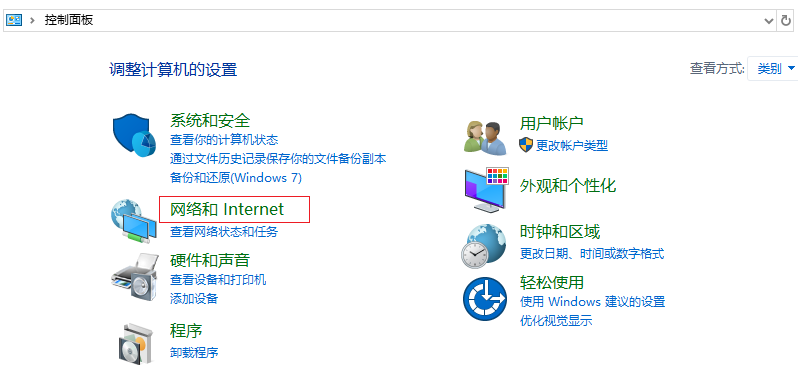 控制面板
调整计算机的设置
查看方式: 类别
系统和安全
查看你的计算机状态
通过文件历史记录保存你的文件备份副本
备份和还原(Windows 7)
网络和 Internet
查看网络状态和任务
硬件和声音
查看设备和打印机
添加设备
程序
卸载程序
用户帐户
更改帐户类型
外观和个性化
时钟和区域
更改日期、时间或数字格式
轻松使用
使用 Windows 建议的设置
优化视觉显示